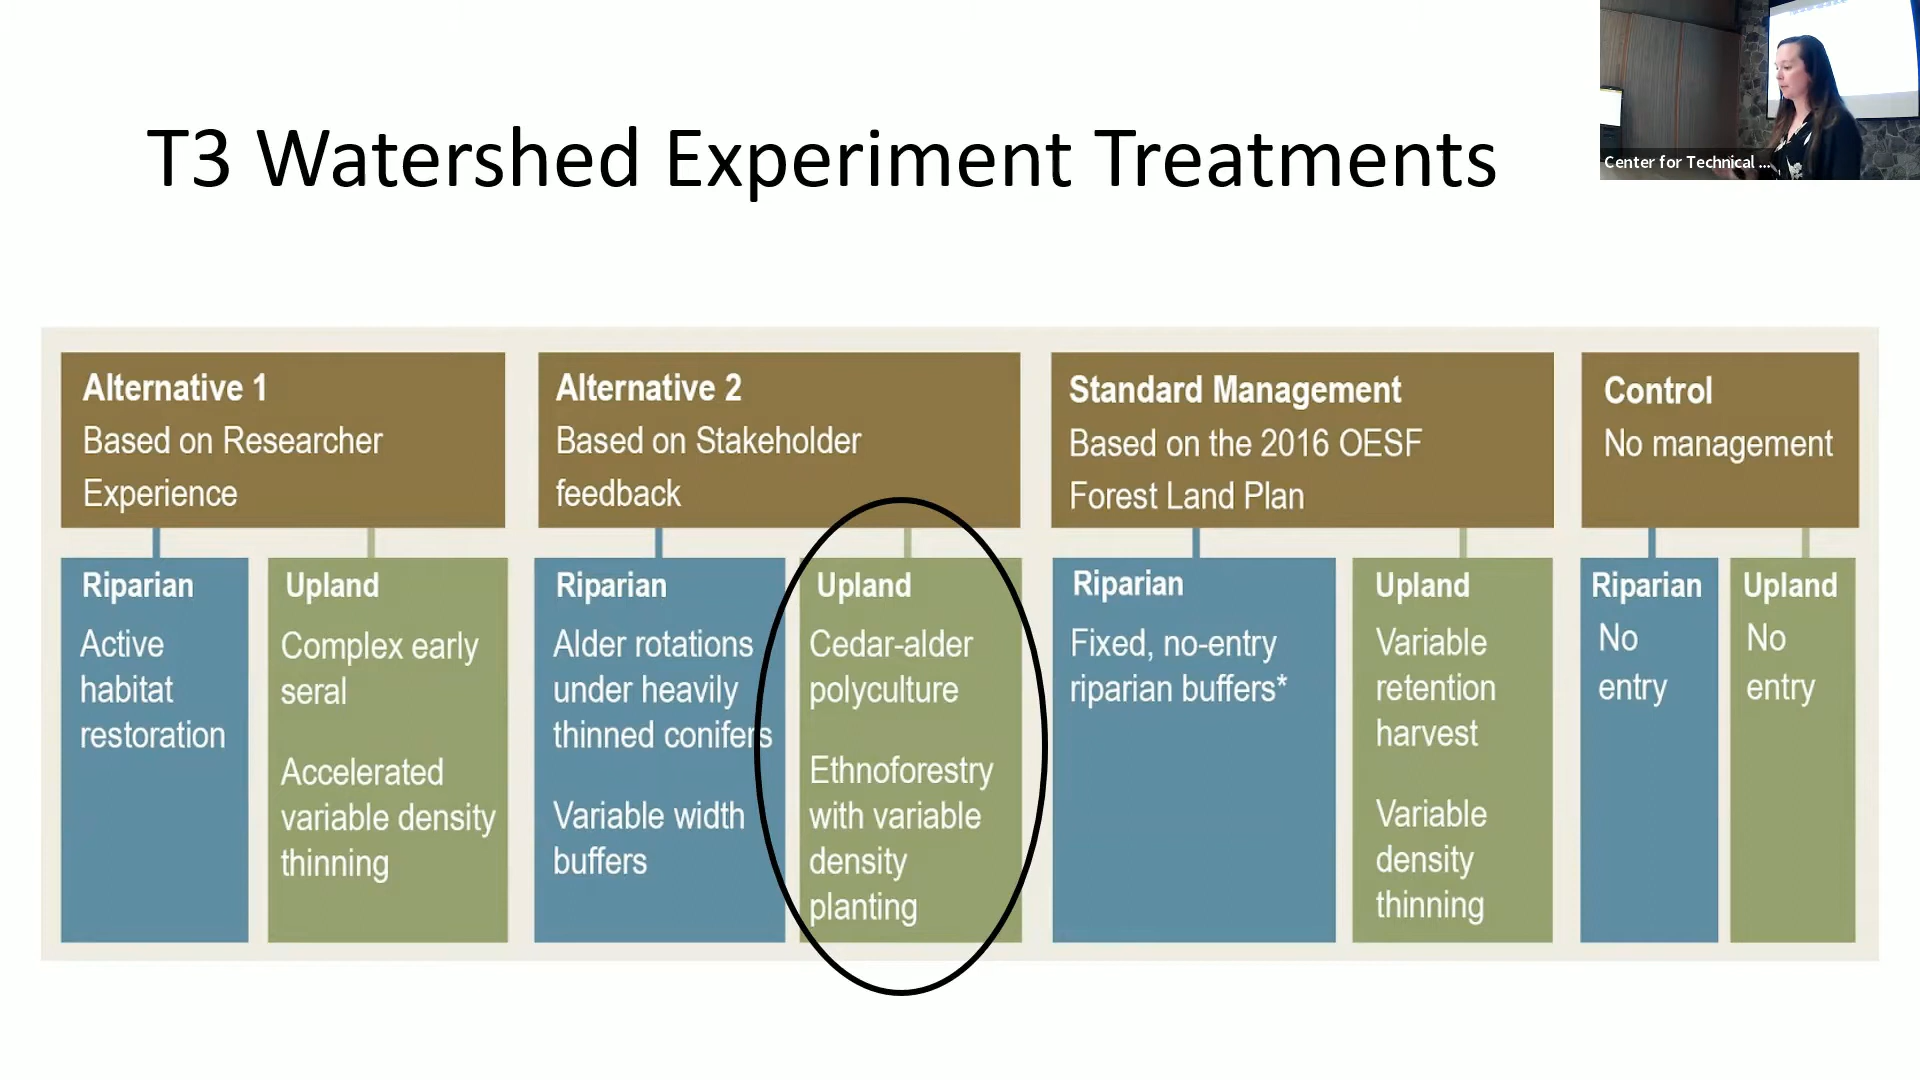 T3 Watershed Experiment Treatments
Center for Technical ...
Alternative 1
Based on Researcher
Experience
Riparian
Active
habitat
restoration
Upland
Complex early
seral
Accelerated
variable density
thinning
Alternative 2
Based on Stakeholder
feedback
Riparian
Alder rotations
under heavily
thinned conifers
Variable width
buffers
Upland
Cedar-alder
polyculture
Ethnoforestry
with variable
density
planting
Standard Management
Based on the 2016 OESF
Forest Land Plan
Riparian
Fixed, no-entry
riparian buffers*
Upland
Variable
retention
harvest
Variable
density
thinning
Control
No management
Riparian
No
entry
Upland
No
entry